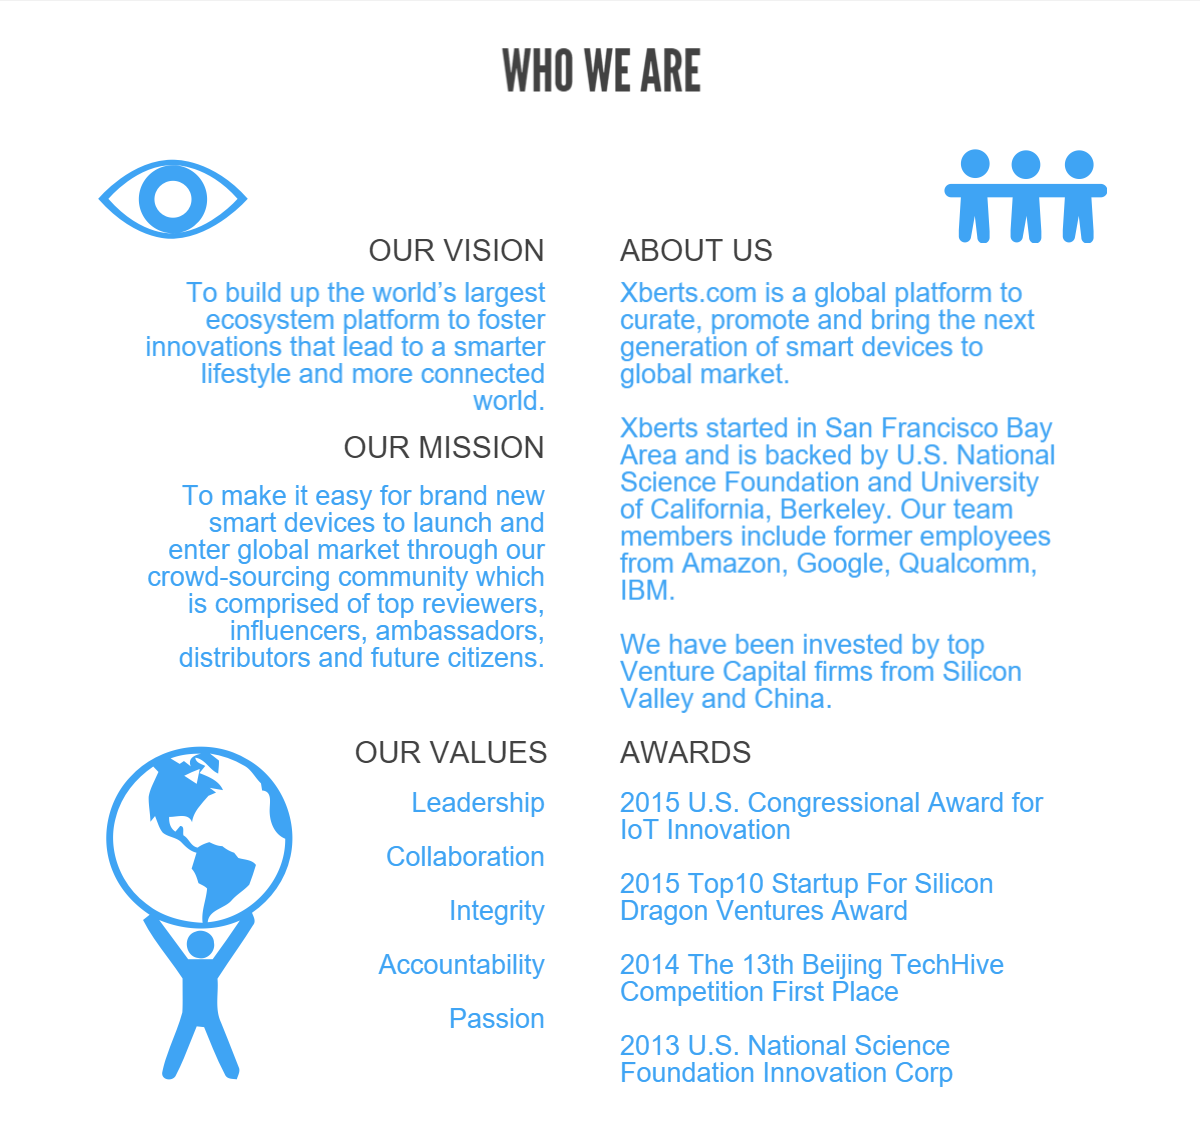 WHO WE ARE
OUR VISION
To build up the world’s largest
ecosystem platform to foster
innovations that lead to a smarter
lifestyle and more connected
world.
OUR MISSION
To make it easy for brand new
smart devices to launch and
enter global market through our
crowd-sourcing community which
is comprised of top reviewers,
influencers, ambassadors,
distributors and future citizens.
OUR VALUES
Leadership
Collaboration
Integrity
Accountability
Passion
ABOUT US
Xberts.com is a global platform to
curate, promote and bring the next
generation of smart devices to
global market.
Xberts started in San Francisco Bay
Area and is backed by U.S. National
Science Foundation and University
of California, Berkeley. Our team
members include former employees
from Amazon, Google, Qualcomm,
IBM.
We have been invested by top
Venture Capital firms from Silicon
Valley and China.
AWARDS
2015 U.S. Congressional Award for
IoT Innovation
2015 Top10 Startup For Silicon
Dragon Ventures Award
2014 The 13th Beijing TechHive
Competition First Place
2013 U.S. National Science
Foundation Innovation Corp